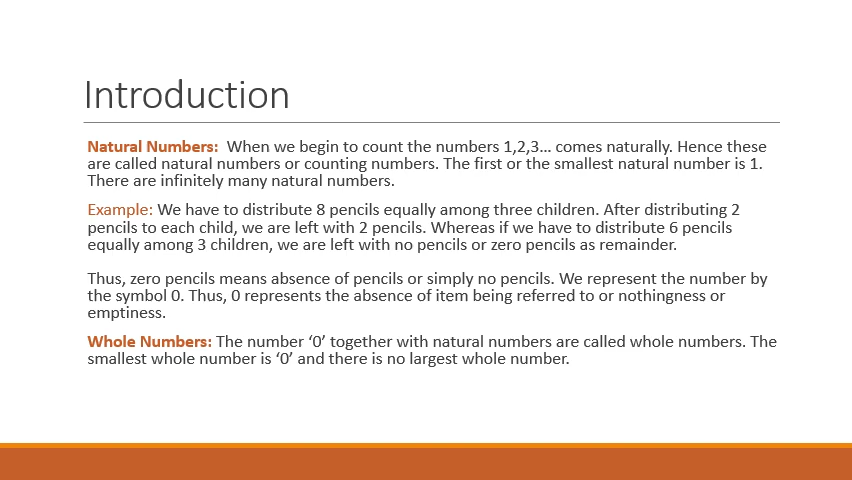 Introduction
Natural Numbers:  When we begin to count the numbers 1,2,3… comes naturally. Hence these
are called natural numbers or counting numbers. The first or the smallest natural number is 1.
There are infinitely many natural numbers.
Example: We have to distribute 8 pencils equally among three children. After distributing 2
pencils to each child, we are left with 2 pencils. Whereas if we have to distribute 6 pencils
equally among 3 children, we are left with no pencils or zero pencils as remainder.
Thus, zero pencils means absence of pencils or simply no pencils. We represent the number by
the symbol 0. Thus, 0 represents the absence of item being referred to or nothingness or
emptiness.
Whole Numbers: The number ‘0’ together with natural numbers are called whole numbers. The
smallest whole number is ‘0’ and there is no largest whole number.